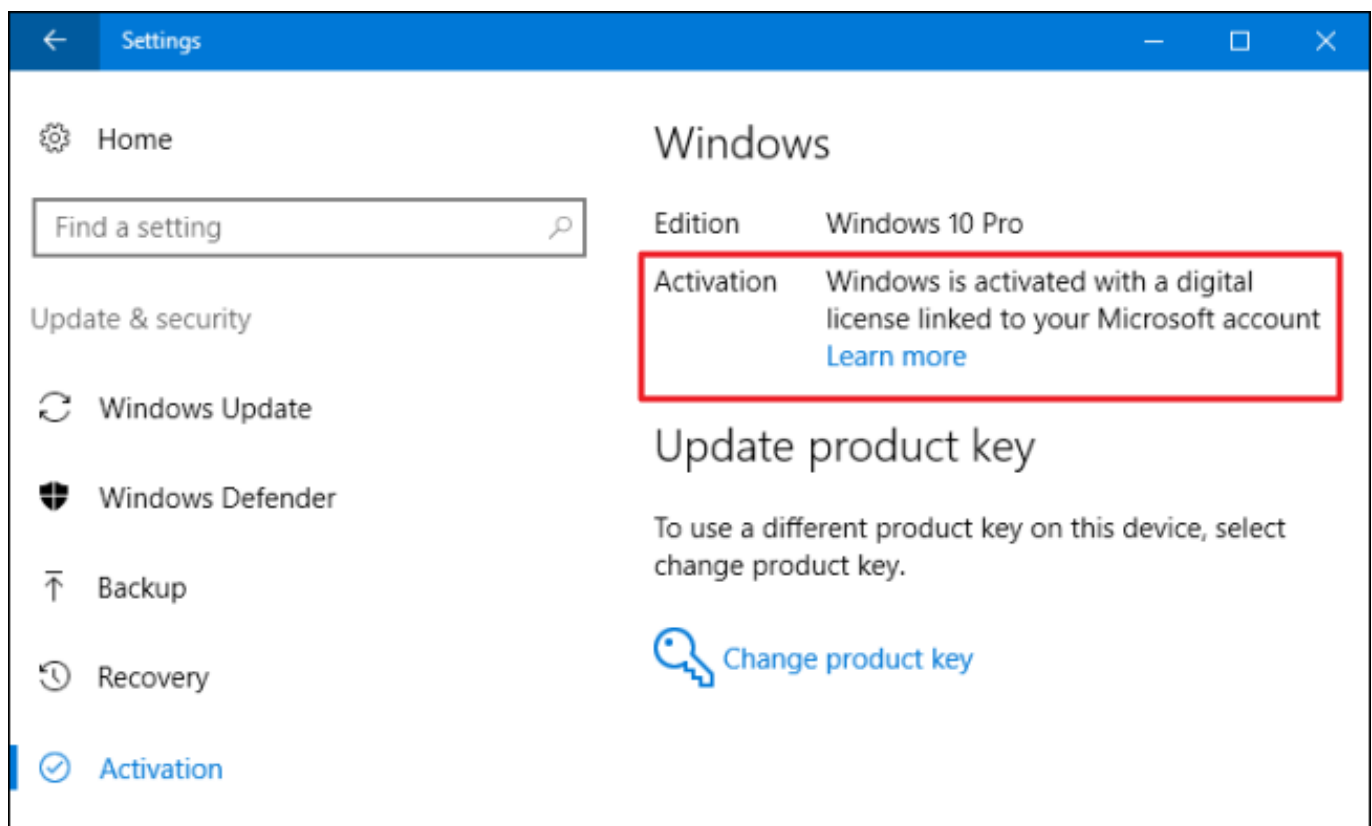 Settings
Home
Find a setting
Update & security
Windows Update
Windows Defender
Backup
Recovery
Activation
Windows
Edition Windows 10 Pro
Activation Windows is activated with a digital
license linked to your Microsoft account
Learn more
Update product key
To use a different product key on this device, select
change product key.
Change product key